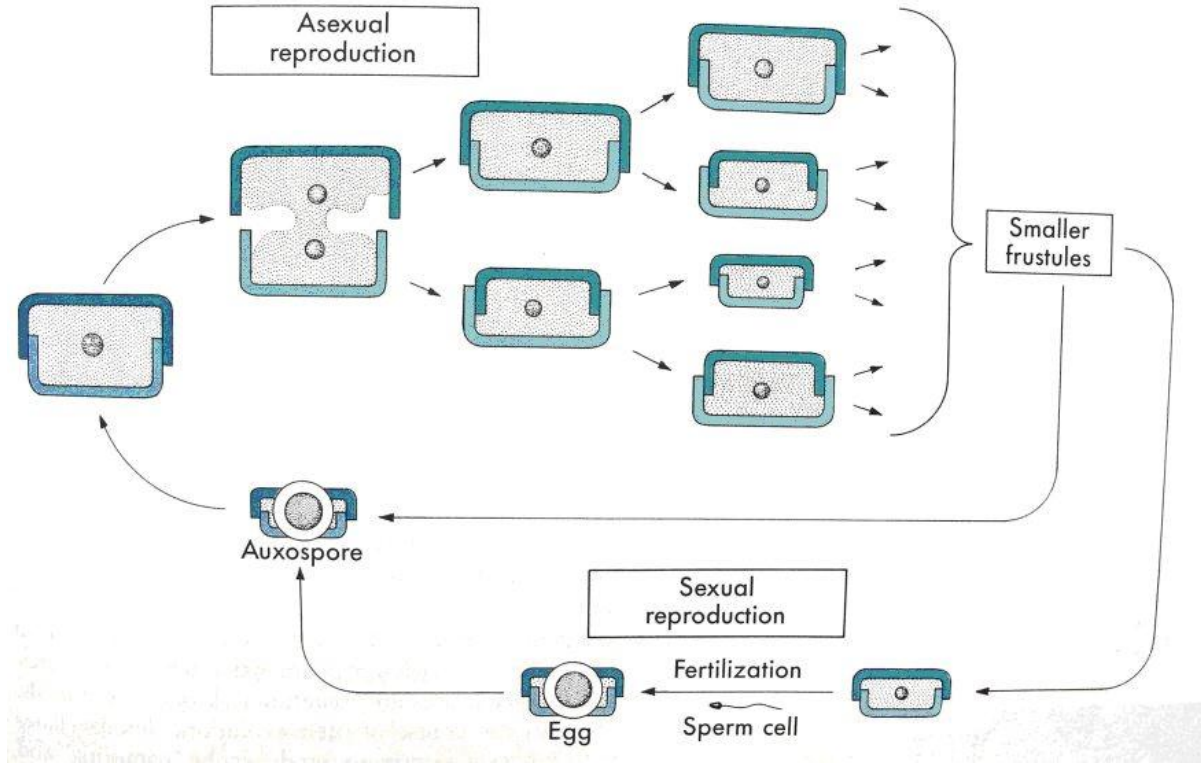 Asexual
reproduction
Smaller
frustules
Auxospore
Sexual
reproduction
Fertilization
Sperm cell
Egg